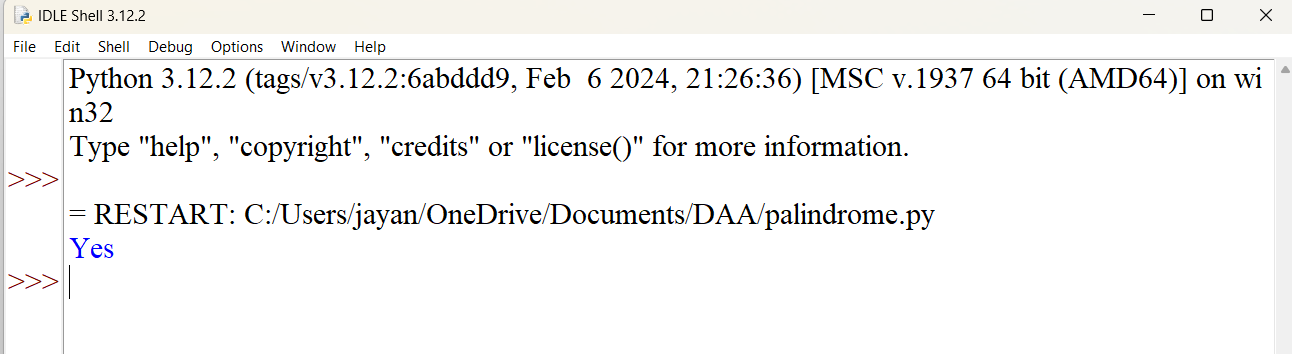 IDLE Shell 3.12.2
File Edit Shell Debug Options Window Help
Python 3.12.2 (tags/v3.12.2:6abddd9, Feb  6 2024, 21:26:36) [MSC v.1937 64 bit (AMD64)] on wi
n32
Type "help", "copyright", "credits" or "license()" for more information.
>>>
= RESTART: C:/Users/jayan/OneDrive/Documents/DAA/palindrome.py
Yes
>>>